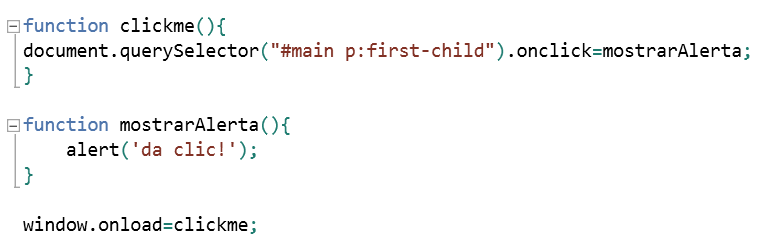 function clickme(){
document.querySelector("#main p:first-child").onclick=mostrarAlerta;
}
function mostrarAlerta(){
    alert('da clic!');
}
window.onload=clickme;